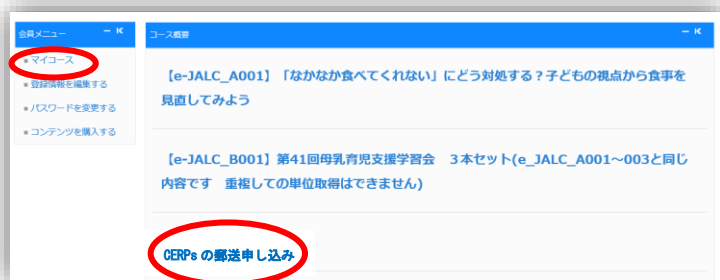 会員メニュー
マイコース
登録情報を編集する
パスワードを変更する
コンテンツを購入する
コース概要
【e-JALC_A001】「なかなか食べてくれない」にどう対処する？子どもの視点から食事を
見直してみよう
【e-JALC_B001】第41回母乳育児支援学習会　３本セット(e_JALC_A001～003と同じ
内容です　重複しての単位取得はできません)
CERPs の郵送申し込み